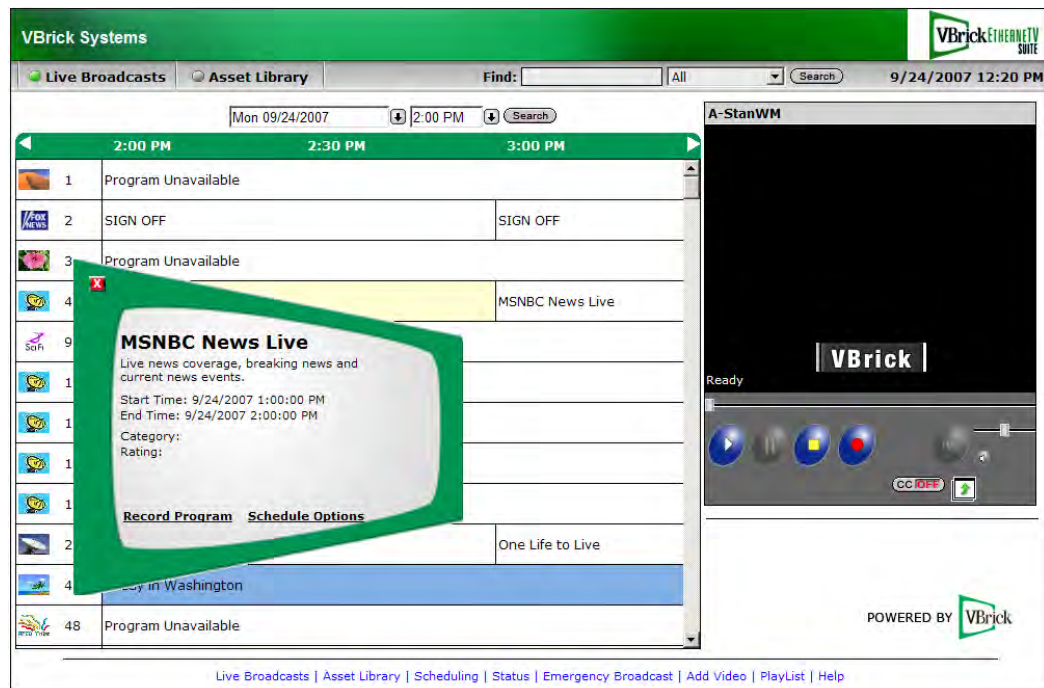 VBrick Systems
VBrick ETHERNETV
SUITE
Live Broadcasts
Asset Library
Find:
All
Search
9/24/2007 12:20 PM
Mon 09/24/2007
2:00 PM
Search
A-StanWM
2:00 PM
2:30 PM
3:00 PM
1
Program Unavailable
FOX
NEWS
2
SIGN OFF
SIGN OFF
3
Program Unavailable
4
MSNBC News Live
SciFi
9
X
MSNBC News Live
Live news coverage, breaking news and
current news events.
Start Time: 9/24/2007 1:00:00 PM
End Time: 9/24/2007 2:00:00 PM
Category:
Rating:
Record Program
Schedule Options
1
1
1
1
2
One Life to Live
4
in Washington
48
Program Unavailable
VBrick
Ready
CC OFF
POWERED BY VBrick
Live Broadcasts | Asset Library | Scheduling | Status | Emergency Broadcast | Add Video | PlayList | Help